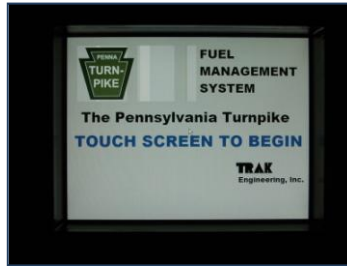 PENNA
TURN-
PIKE
FUEL
MANAGEMENT
SYSTEM
The Pennsylvania Turnpike
TOUCH SCREEN TO BEGIN
TRAK
Engineering, Inc.